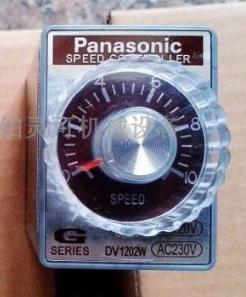 Panasonic
SPEED CONTROLLER
0 2 4 6 8 10
SPEED
G
SERIES
DV1202W
AC230V